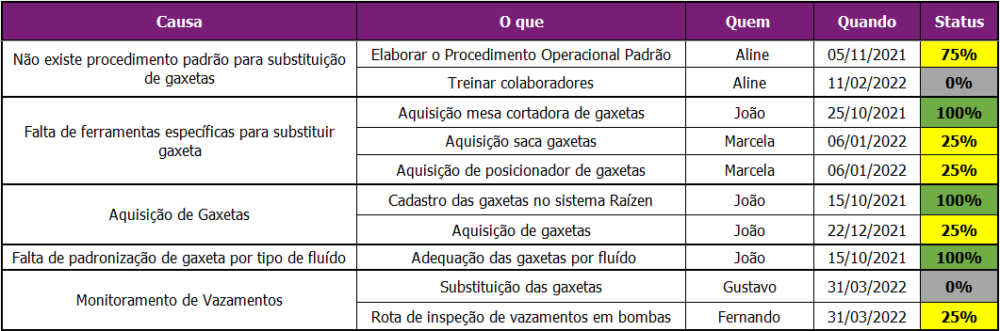 Causa O que Quem Quando Status
Não existe procedimento padrão para substituição
de gaxetas
Elaborar o Procedimento Operacional Padrão Aline 05/11/2021 75%
Treinar colaboradores Aline 11/02/2022 0%
Falta de ferramentas específicas para substituir
gaxeta
Aquisição mesa cortadora de gaxetas João 25/10/2021 100%
Aquisição saca gaxetas Marcela 06/01/2022 25%
Aquisição de posicionador de gaxetas Marcela 06/01/2022 25%
Aquisição de Gaxetas
Cadastro das gaxetas no sistema Raízen João 15/10/2021 100%
Aquisição de gaxetas João 22/12/2021 25%
Falta de padronização de gaxeta por tipo de fluído Adequação das gaxetas por fluído João 15/10/2021 100%
Monitoramento de Vazamentos
Substituição das gaxetas Gustavo 31/03/2022 0%
Rota de inspeção de vazamentos em bombas Fernando 31/03/2022 25%